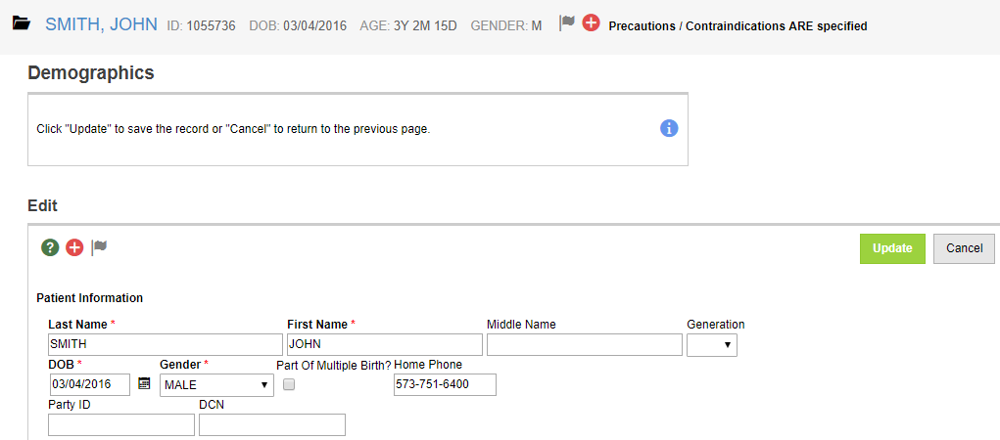 SMITH, JOHN ID: 1055736 DOB: 03/04/2016 AGE: 3Y 2M 15D GENDER: M Precautions / Contraindications ARE specified
Demographics
Click "Update" to save the record or "Cancel" to return to the previous page.
Edit
Update Cancel
Patient Information
Last Name * First Name * Middle Name Generation
SMITH JOHN
DOB * Gender * Part Of Multiple Birth? Home Phone
03/04/2016 MALE 573-751-6400
Party ID DCN